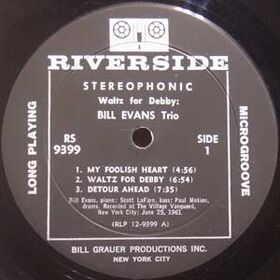 RIVERSIDE
STEREOPHONIC
Waltz for Debby:
BILL EVANS Trio
LONG PLAYING
RS
9399
SIDE
1
MICROGROOVE
1. MY FOOLISH HEART (4:56)
2. WALTZ FOR DEBBY (6:54)
3. DETOUR AHEAD (7:35)
Bill Evans, piano; Scott LaFaro, bass; Paul Motian,
drums. Recorded at The Village Vanguard,
New York City; June 25, 1961
(RLP 12-9399 A)
BILL GRAUER PRODUCTIONS INC.
NEW YORK CITY